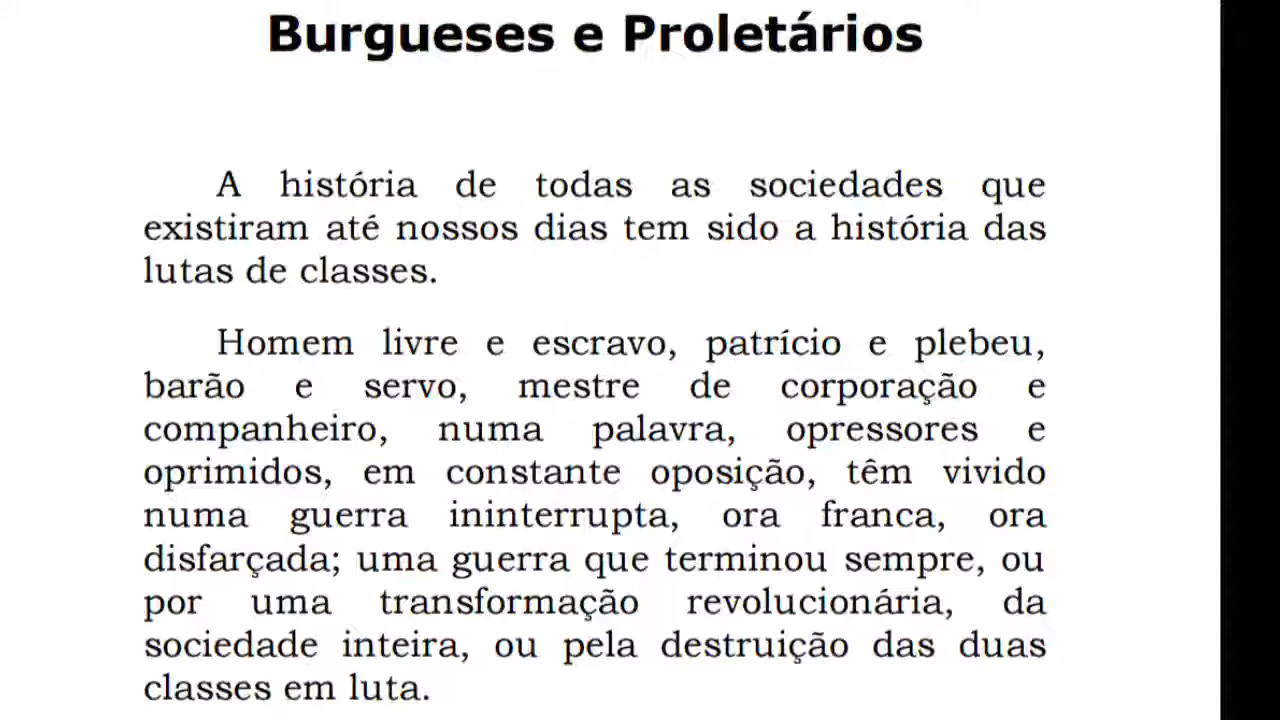 Burgueses e Proletários
A história de todas as sociedades que
existiram até nossos dias tem sido a história das
lutas de classes.
Homem livre e escravo, patrício e plebeu,
barão e servo, mestre de corporação e
companheiro, numa palavra, opressores e
oprimidos, em constante oposição, têm vivido
numa guerra ininterrupta, ora franca, ora
disfarçada; uma guerra que terminou sempre, ou
por uma transformação revolucionária, da
sociedade inteira, ou pela destruição das duas
classes em luta.